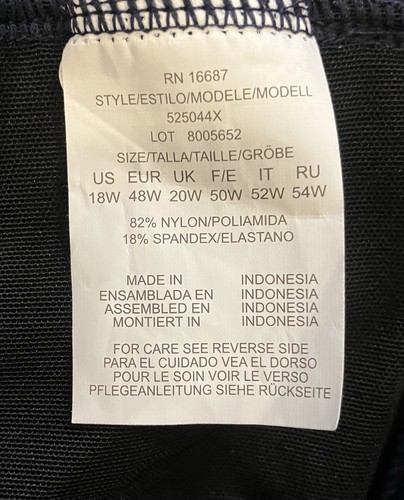 RN 16687
STYLE/ESTILO/MODELE/MODELL
525044X
LOT 8005652
SIZE/TALLA/TAILLE/GRÖBE
US EUR UK F/E IT RU
18W 48W 20W 50W 52W 54W
82% NYLON/POLIAMIDA
18% SPANDEX/ELASTANO
MADE IN INDONESIA
ENSAMBLADA EN INDONESIA
ASSEMBLED IN INDONESIA
MONTIERT IN INDONESIA
FOR CARE SEE REVERSE SIDE
PARA EL CUIDADO VEA EL DORSO
POUR LE SOIN VOIR LE VERSO
PFLEGEANLEITUNG SIEHE RÜCKSEITE